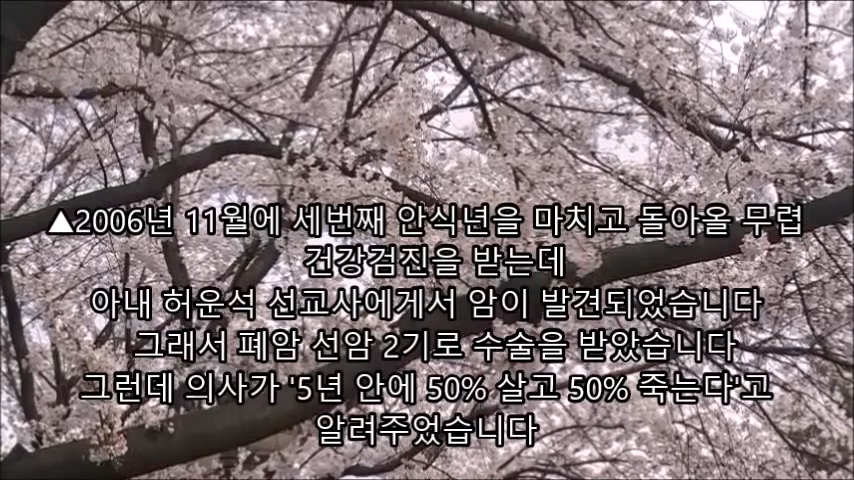 ▲2006년 11월에 세번째 안식년을 마치고 돌아올 무렵
건강검진을 받는데
아내 허운석 선교사에게서 암이 발견되었습니다
그래서 폐암 선암 2기로 수술을 받았습니다
그런데 의사가 '5년 안에 50% 살고 50% 죽는다'고
알려주었습니다